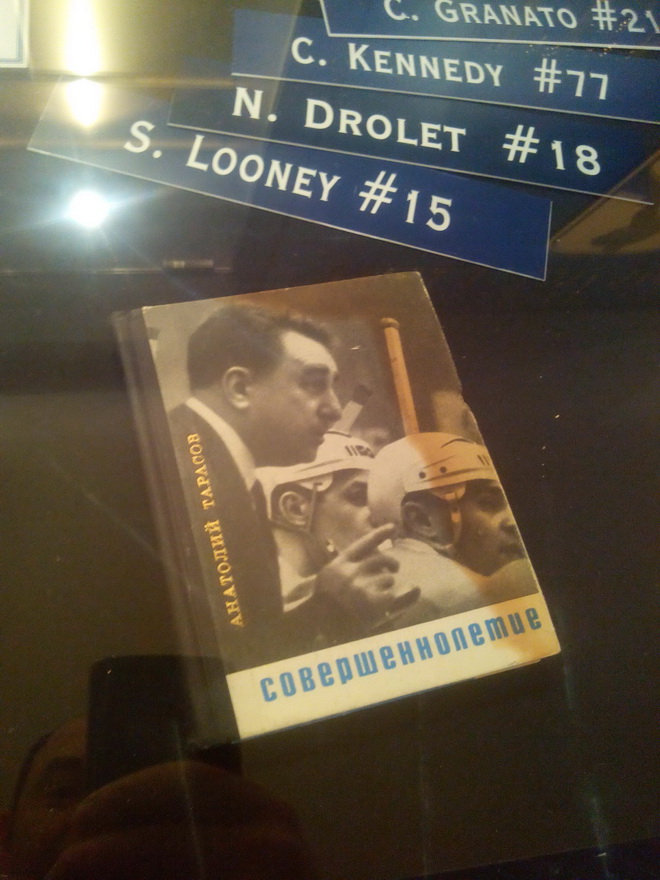 C. GRANATO #21
C. KENNEDY #77
N. DROLET #18
S. LOONEY #15
АНАТОЛИЙ ТАРАСОВ
совершеннолетие